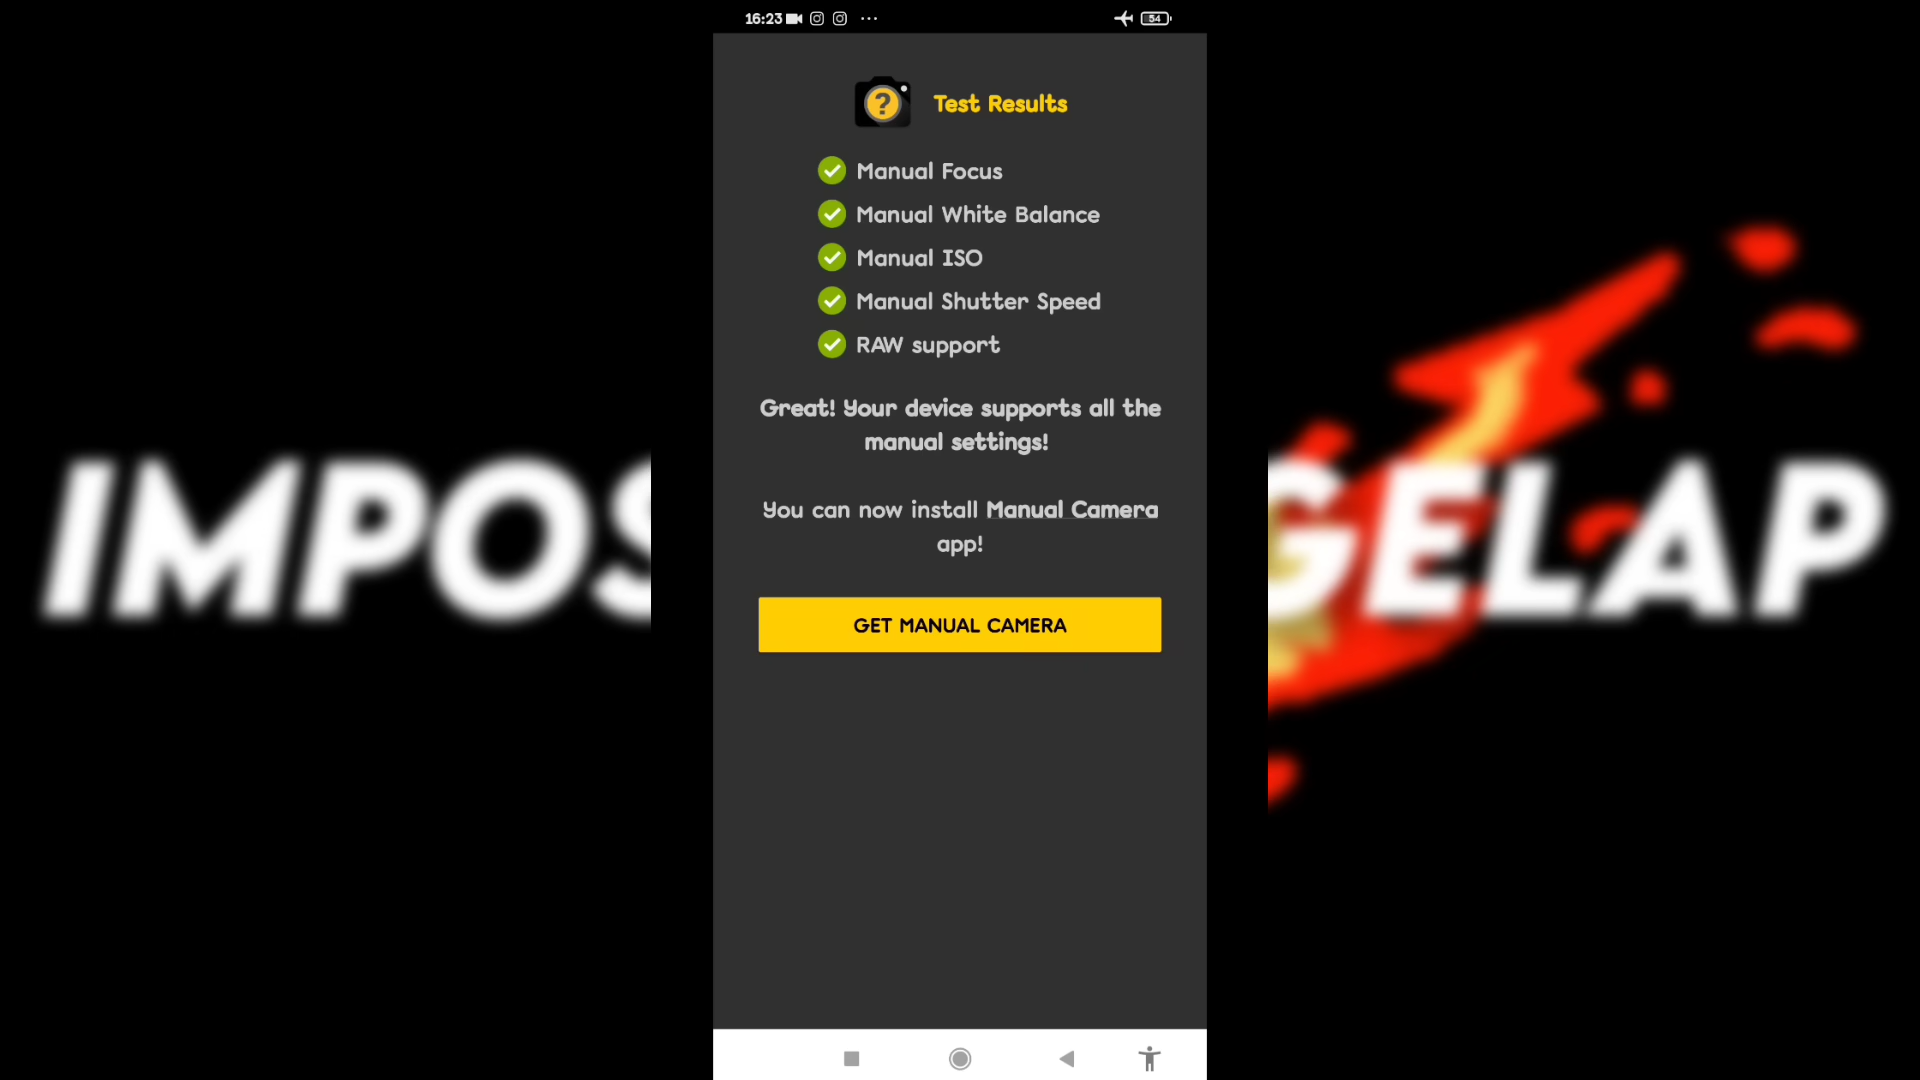 16:23
54
?
Test Results
Manual Focus
Manual White Balance
Manual ISO
Manual Shutter Speed
RAW support
Great! Your device supports all the
manual settings!
You can now install Manual Camera
app!
GET MANUAL CAMERA
IMPOS
GELAP